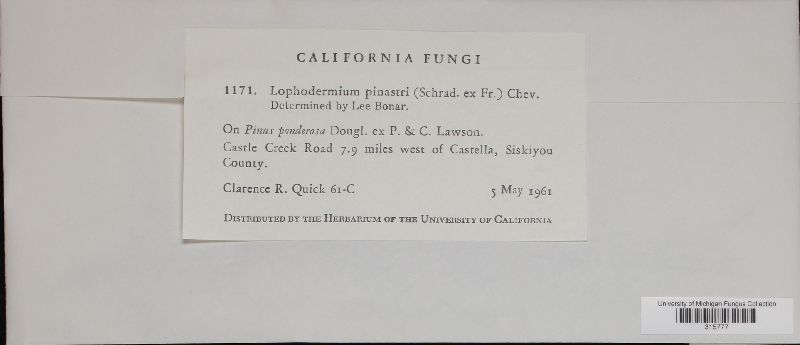 CALIFORNIA FUNGI
1171. Lophodermium pinastri (Schrad. ex Fr.) Chev.
Determined by Lee Bonar.
On Pinus ponderosa Dougl. ex P. & C. Lawson.
Castle Creek Road 7.9 miles west of Castella, Siskiyou
County.
Clarence R. Quick 61-C 5 May 1961
DISTRIBUTED BY THE HERBARIUM OF THE UNIVERSITY OF CALIFORNIA
University of Michigan Fungus Collection
315777